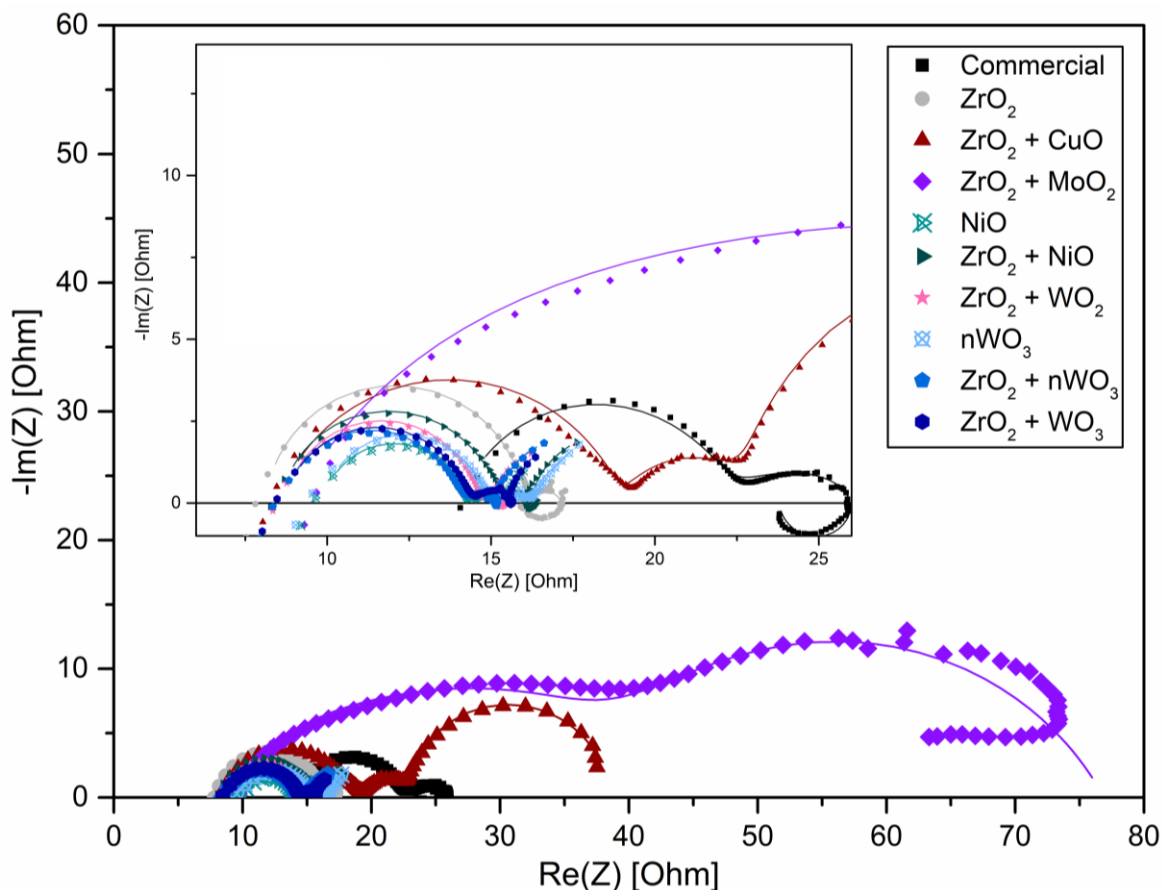 60
50
40
30
20
10
0
-Im(Z) [Ohm]
10
5
0
-Im(Z) [Ohm]
10 15 20 25
Re(Z) [Ohm]
Commercial
ZrO₂
ZrO₂ + CuO
ZrO₂ + MoO₂
NiO
ZrO₂ + NiO
ZrO₂ + WO₂
nWO₃
ZrO₂ + nWO₃
ZrO₂ + WO₃
0 10 20 30 40 50 60 70 80
Re(Z) [Ohm]